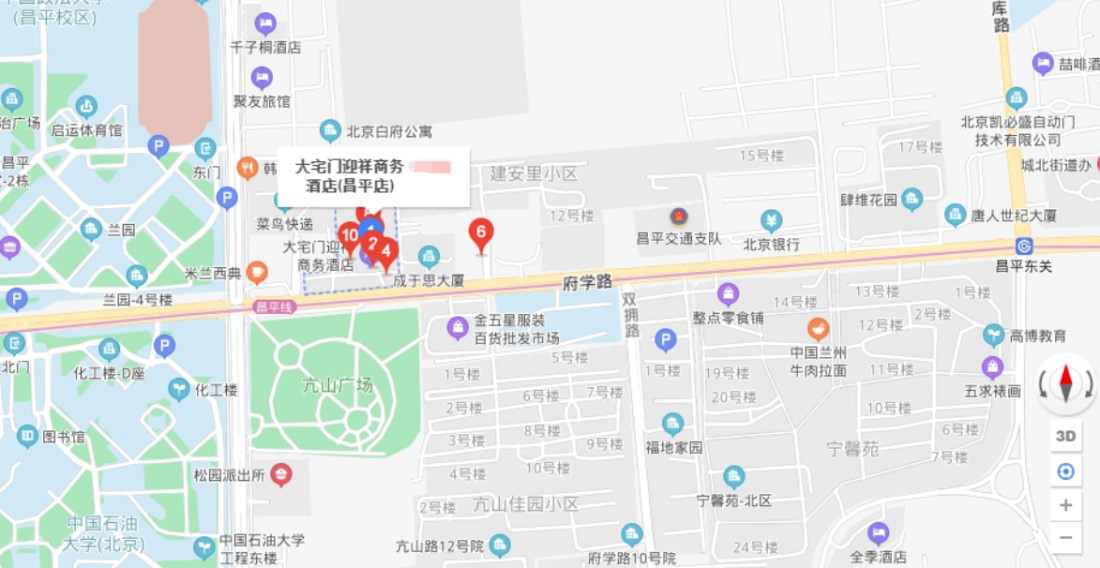 中国政法大学
(昌平校区)
千子桐酒店
聚友旅馆
库
路
喆啡酒
启运体育馆
治广场
P
北京白府公寓
北京凯必盛自动门
技术有限公司
昌平
-2栋
东门
韩
大宅门迎祥商务
酒店(昌平店)
建安里小区
15号楼
17号楼
城北街道办
P
菜鸟快递
12号楼
肆维花园
唐人世纪大厦
兰园
大宅门迎
商务酒店
10
1
2
4
6
昌平交通支队
¥
北京银行
昌平东关
米兰西典
成于思大厦
府学路
兰园-4号楼
P
昌平线
双
拥
路
整点零食铺
14号楼
13号楼
1号楼
2号楼
北门
化工楼-D座
P
金五星服装
百货批发市场
P
12号楼
高博教育
中国兰州
牛肉拉面
5号楼
1号楼
1号楼
19号楼
11号楼
化工楼
亢山广场
6号楼
7号楼
20号楼
五求裱画
2号楼
10号楼
图书馆
3号楼
8号楼
9号楼
福地家园
宁馨苑
6号楼
7号楼
3D
松园派出所
4号楼
10号楼
宁馨苑-北区
2号楼
亢山佳园小区
中国石油
大学(北京)
中国石油大学
工程东楼
亢山路12号院
府学路10号院
24号楼
全季酒店
+
−